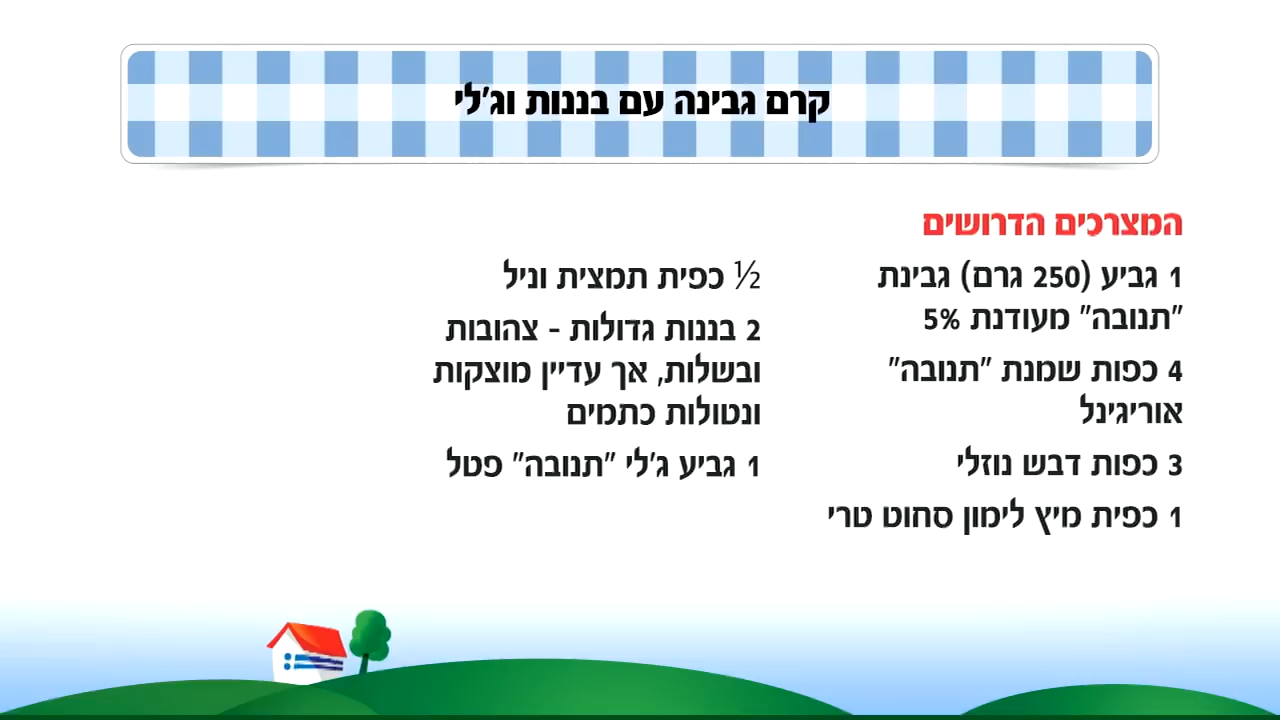 קרם גבינה עם בננות וג'לי
המצרכים הדרושים
1 גביע (250 גרם) גבינת
"תנובה" מעודנת 5%
4 כפות שמנת "תנובה"
אוריגינל
3 כפות דבש נוזלי
1 כפית מיץ לימון סחוט טרי
½ כפית תמצית וניל
2 בננות גדולות - צהובות
ובשלות, אך עדיין מוצקות
ונטולות כתמים
1 גביע ג'לי "תנובה" פטל